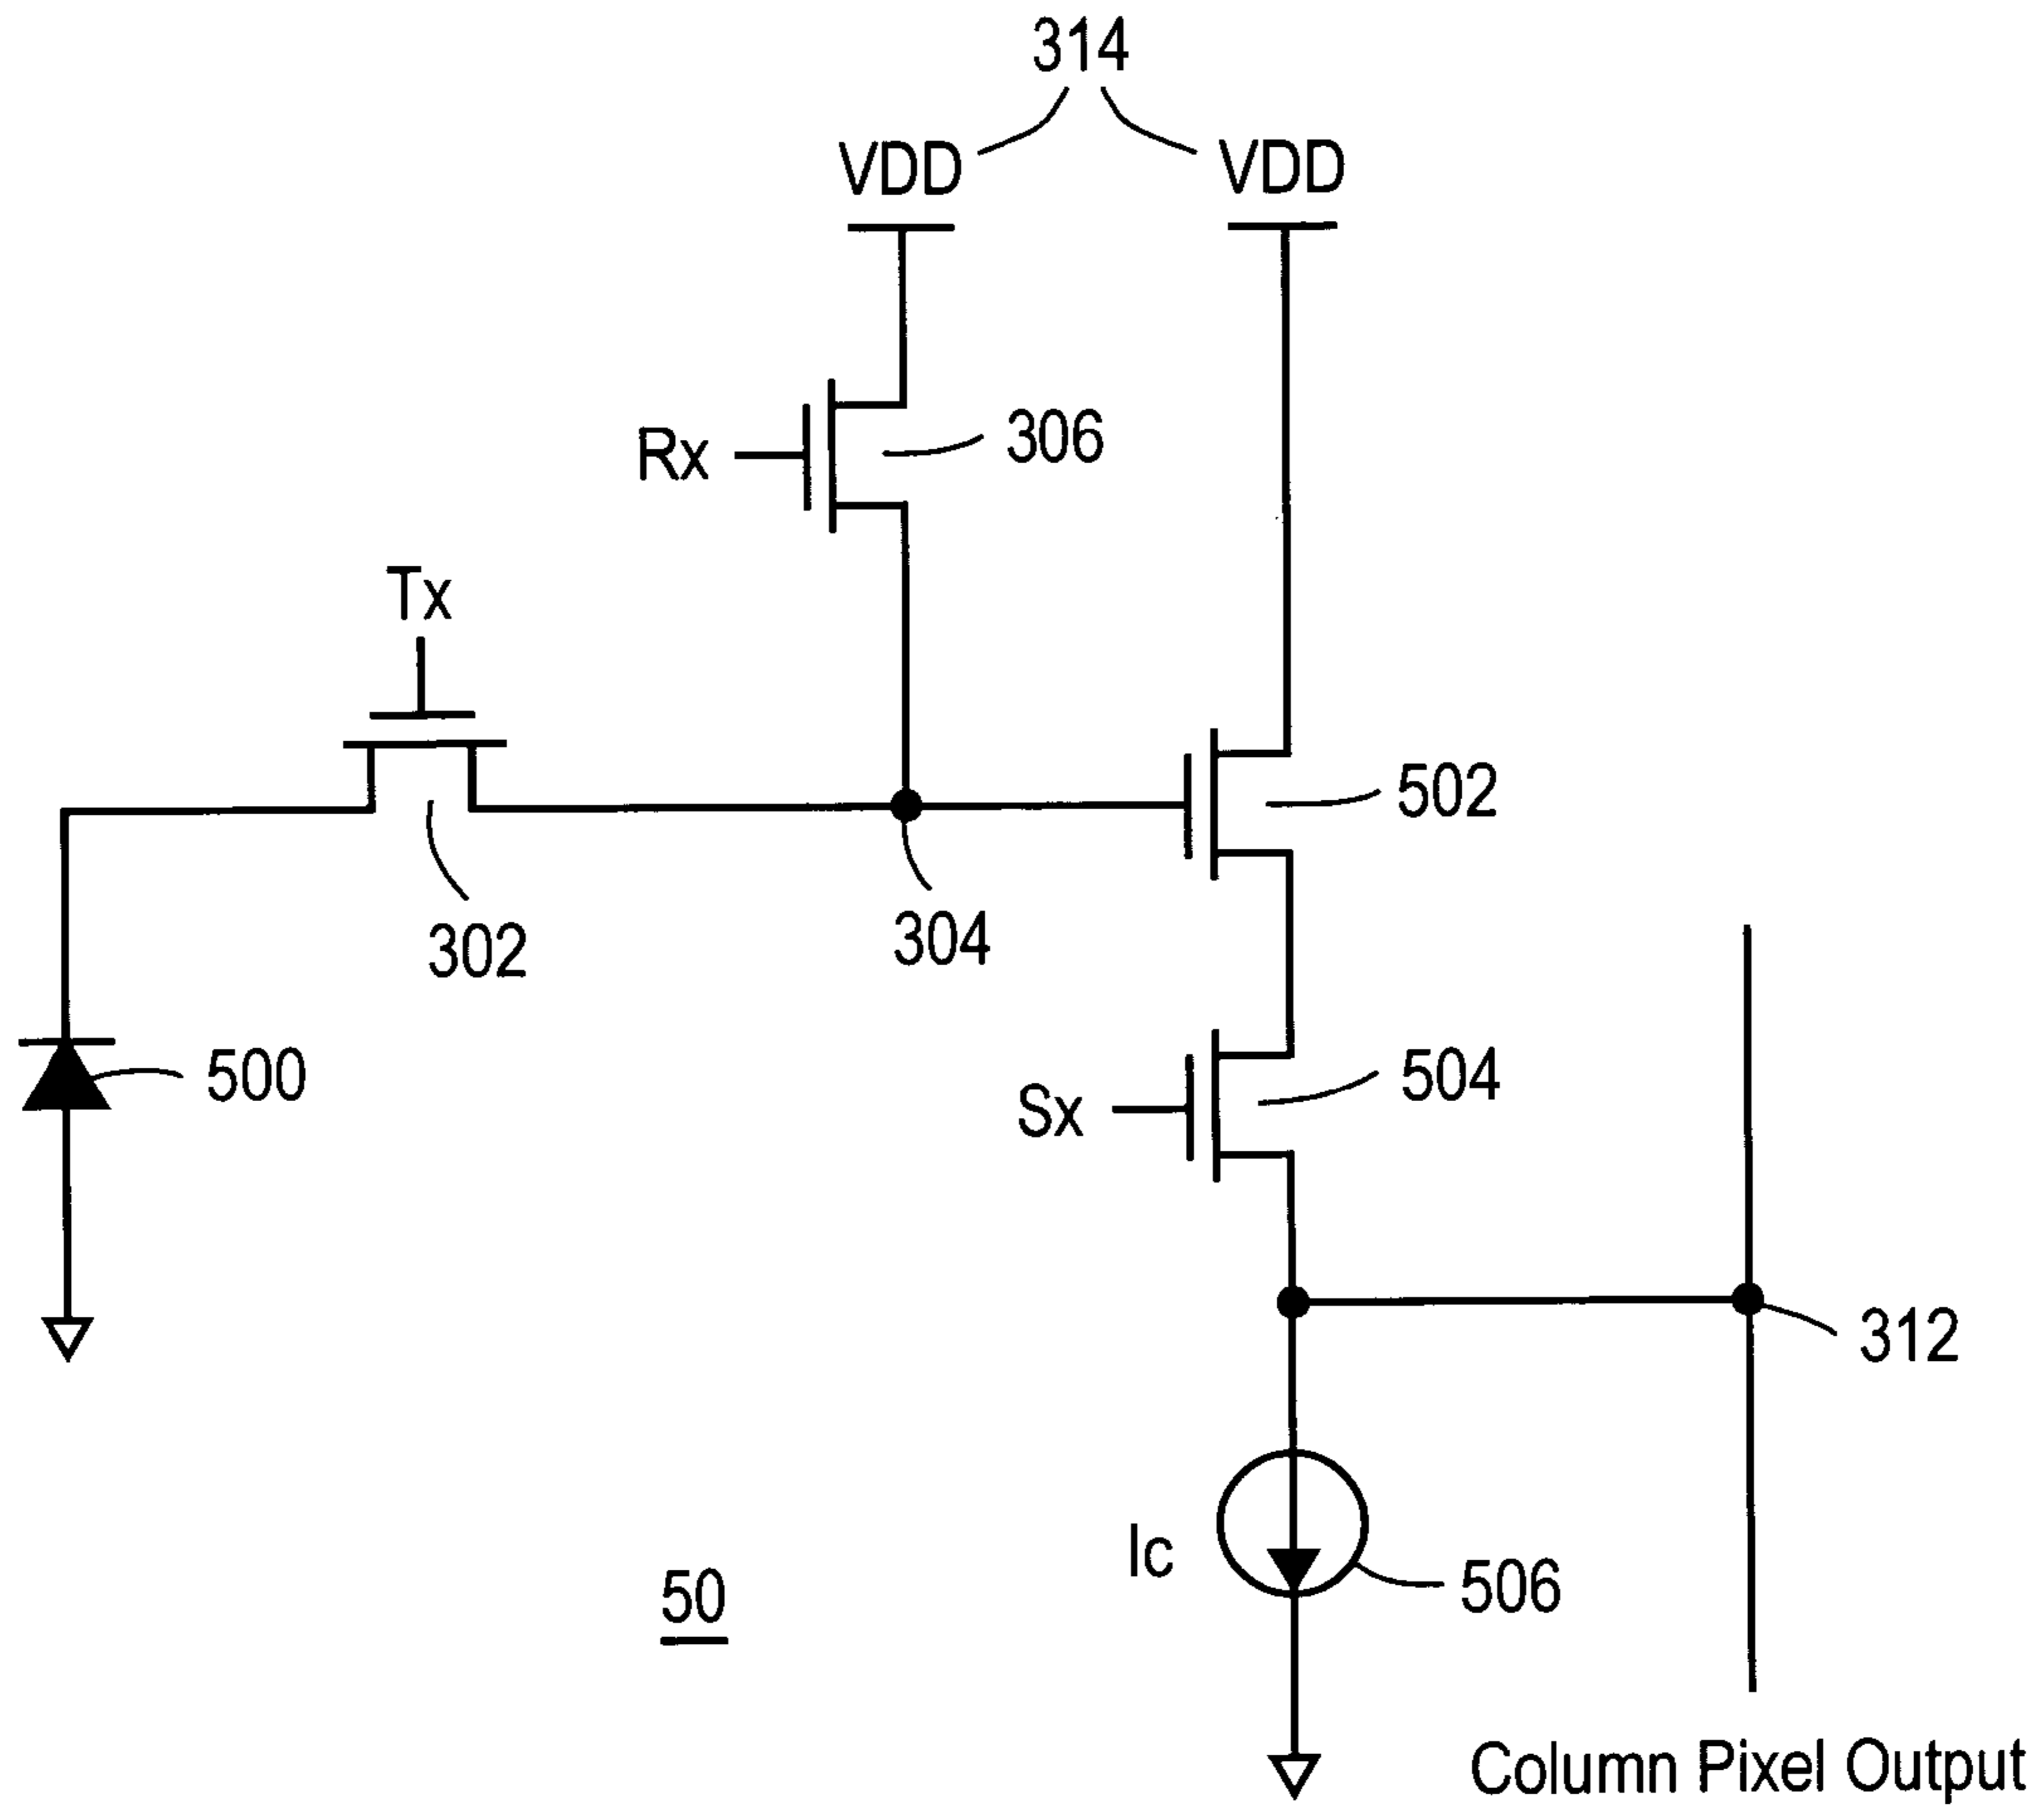 314
VDD
VDD
Rx
306
Tx
502
302
304
500
Sx
504
312
Ic
506
50
Column Pixel Output